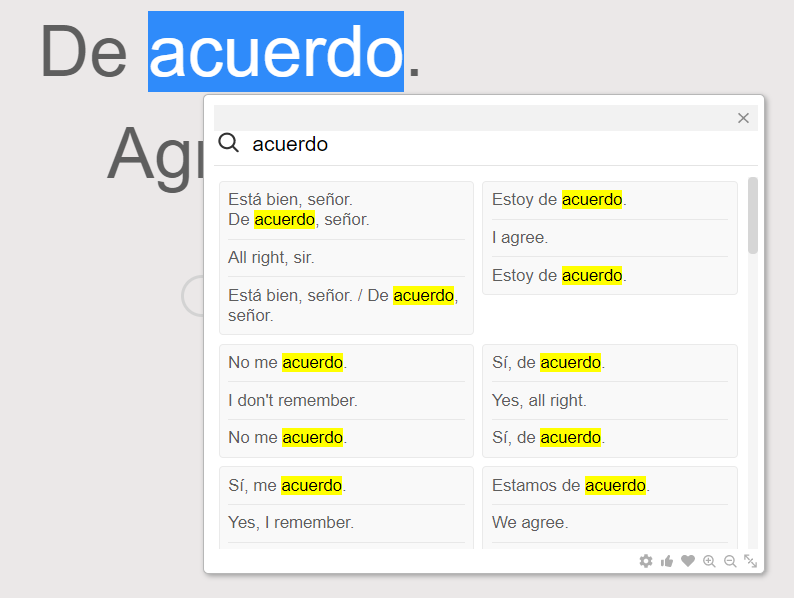 De acuerdo.
Agr
acuerdo
Está bien, señor.
De acuerdo, señor.
All right, sir.
Está bien, señor. / De acuerdo,
señor.
Estoy de acuerdo.
I agree.
Estoy de acuerdo.
No me acuerdo.
I don't remember.
No me acuerdo.
Sí, de acuerdo.
Yes, all right.
Sí, de acuerdo.
Sí, me acuerdo.
Yes, I remember.
Estamos de acuerdo.
We agree.